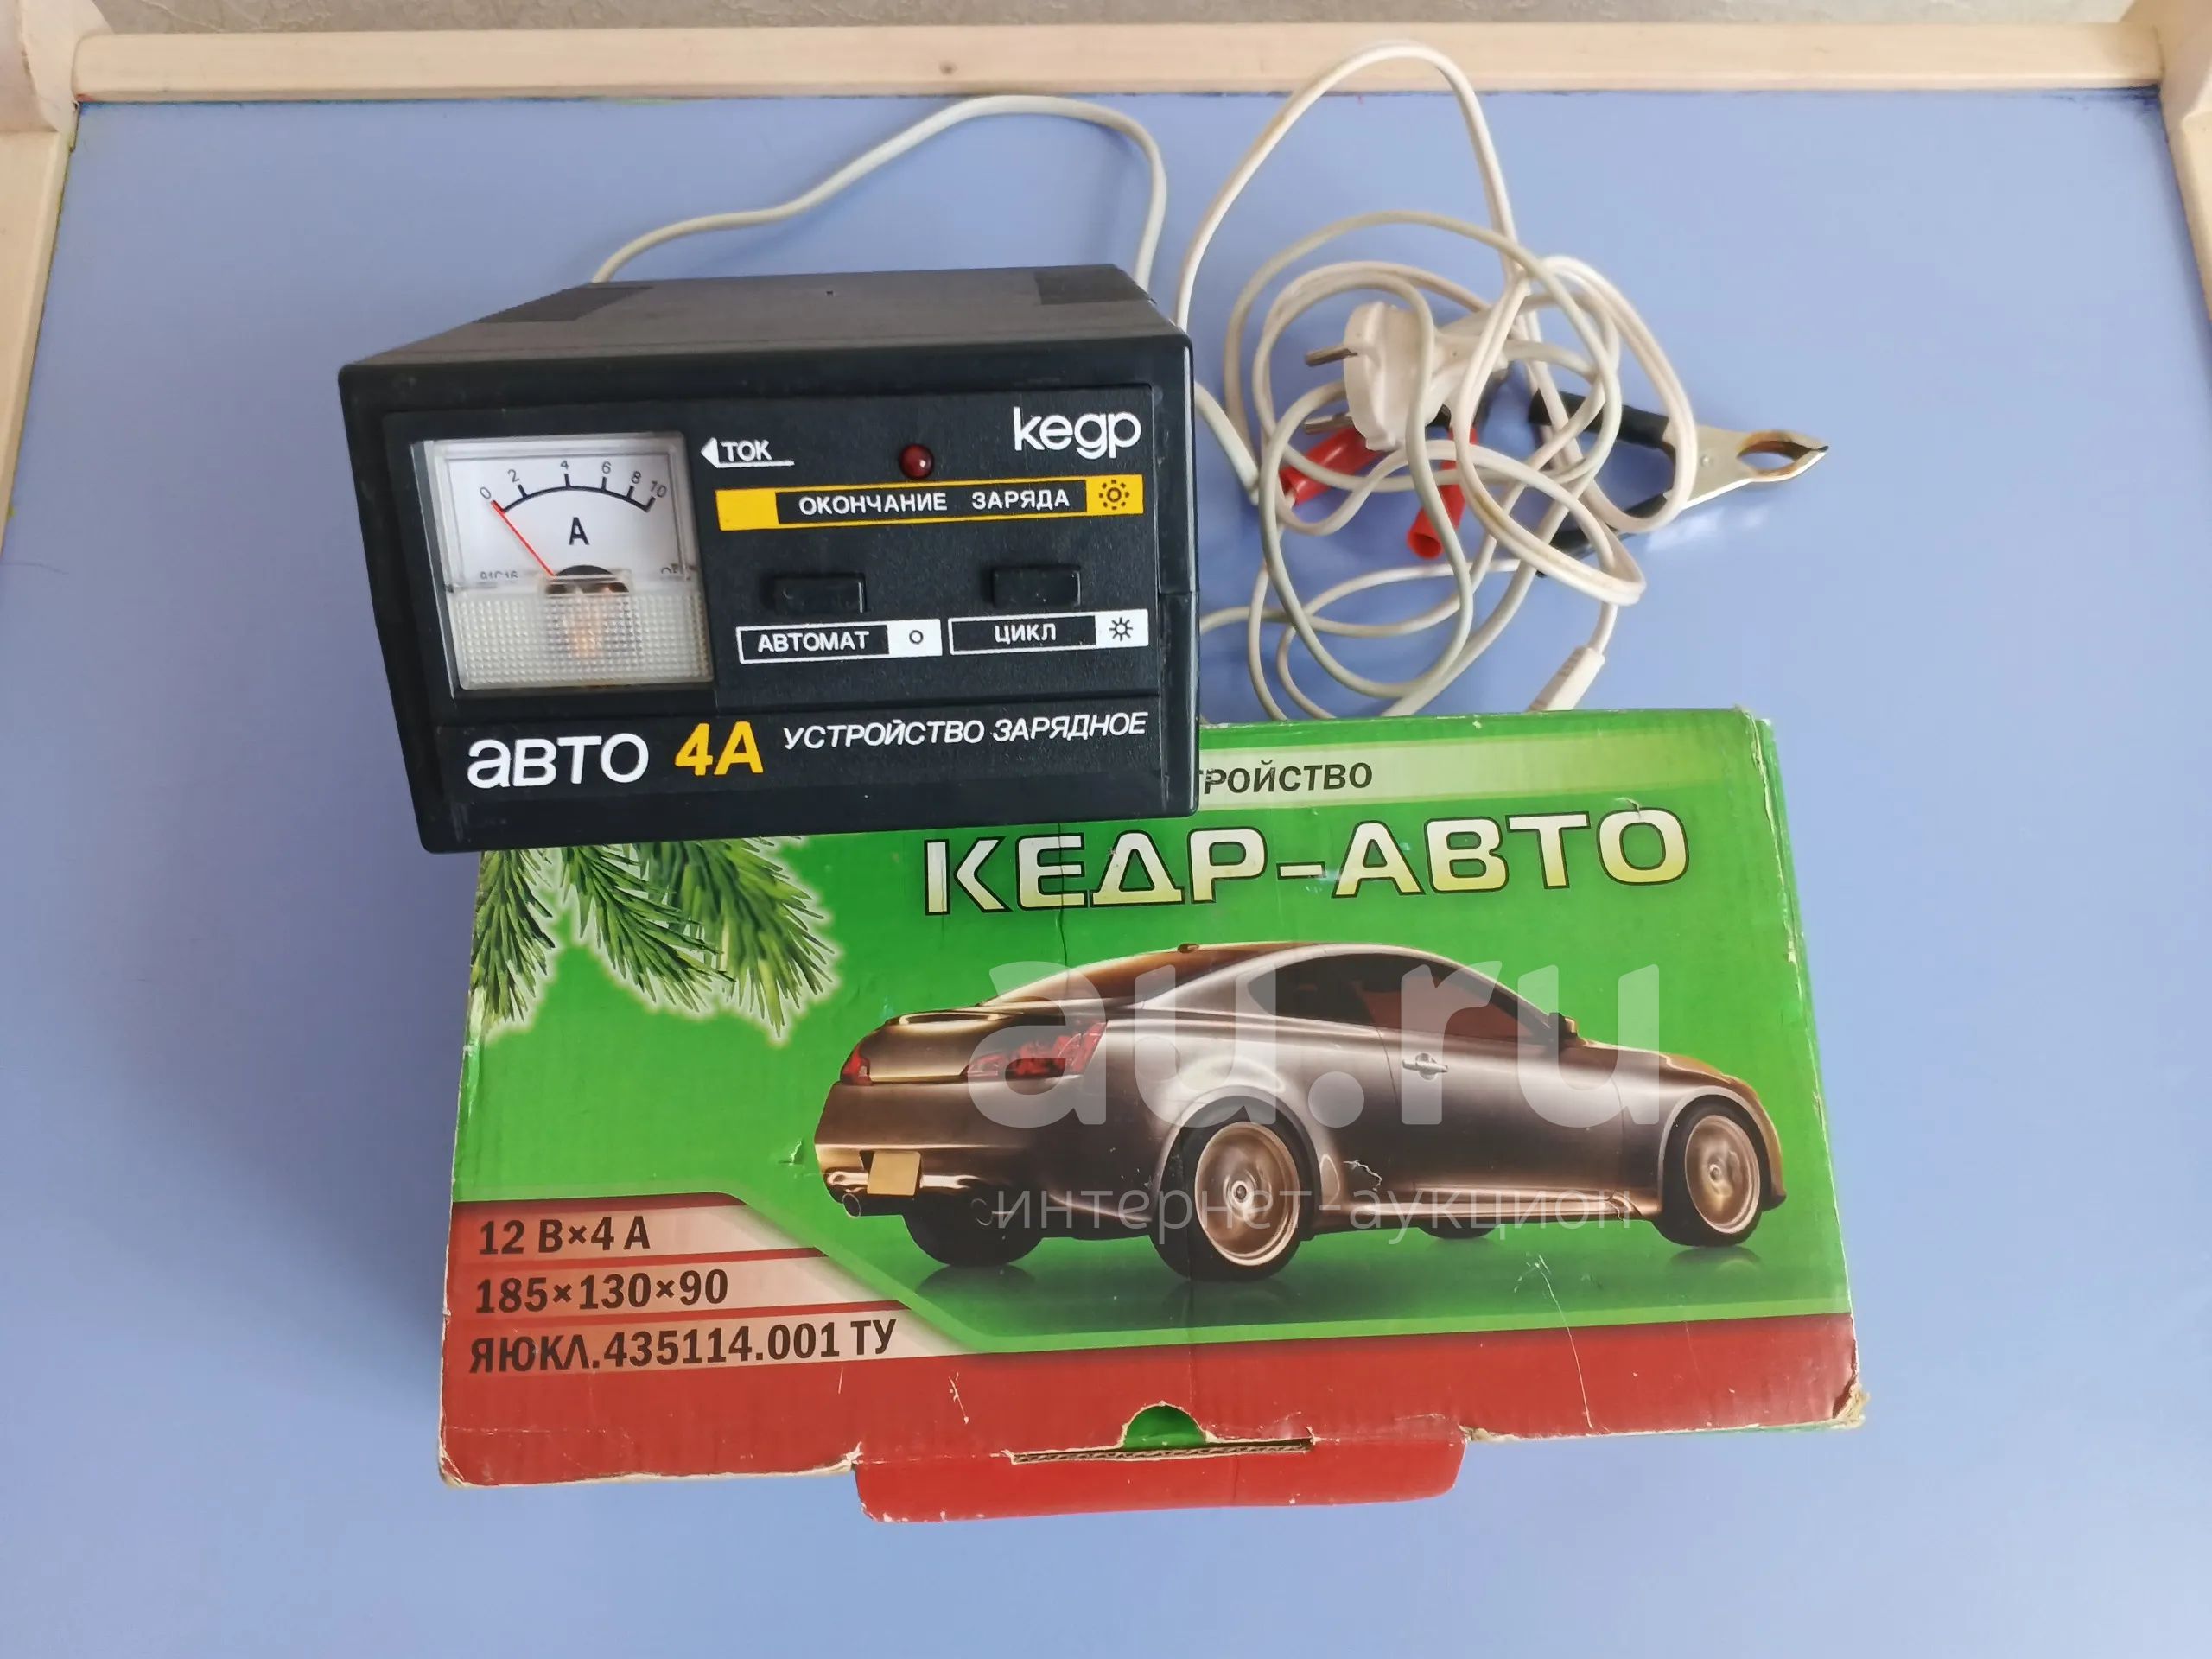 кедр
ТОК
0 2 4 6 8 10
A
ОКОНЧАНИЕ ЗАРЯДА
АВТОМАТ
ЦИКЛ
авто 4А УСТРОЙСТВО ЗАРЯДНОЕ
КЕДР-АВТО
au.ru
интернет-аукцион
12 В×4 А
185×130×90
ЯЮКЛ.435114.001 ТУ